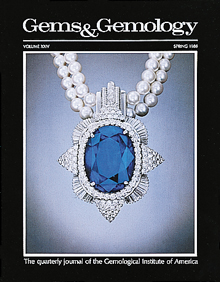 Gems&Gemology
VOLUME XXIV
SPRING 1988
The quarterly journal of the Gemological Institute of America